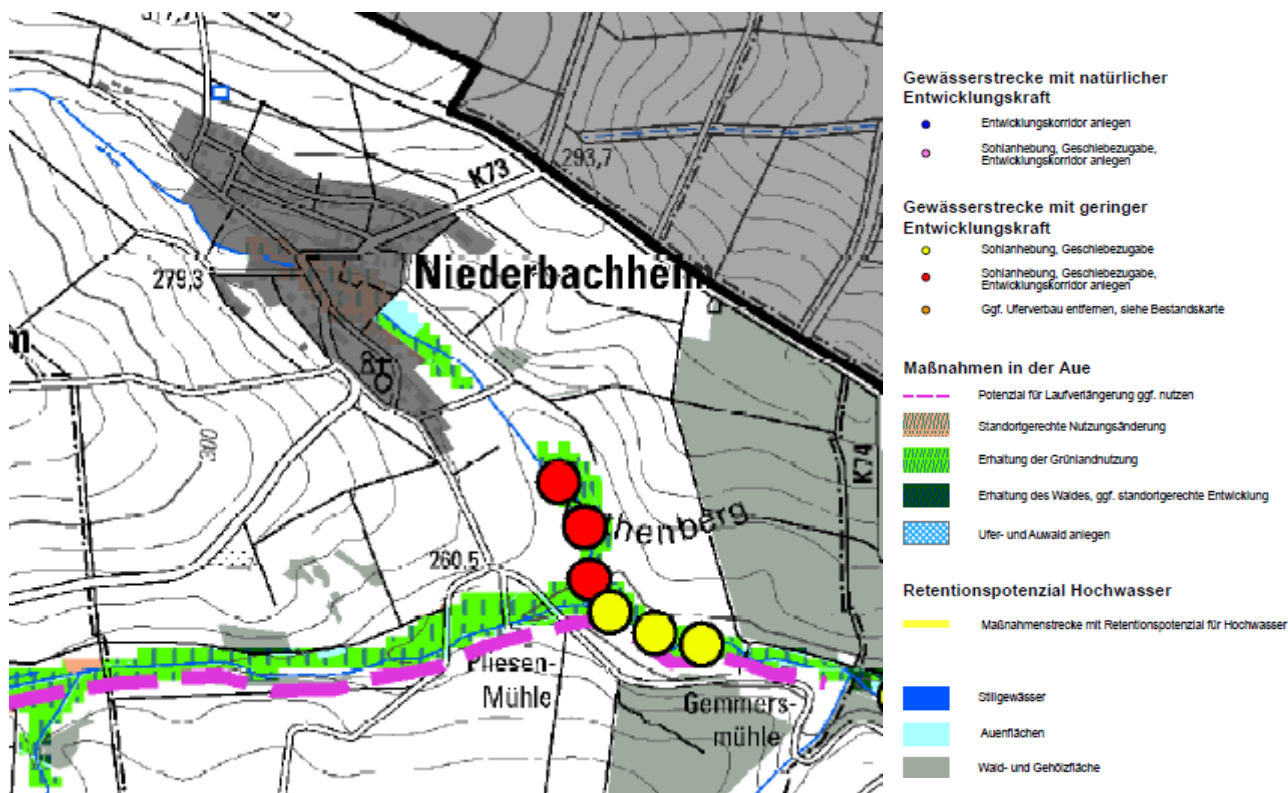 K73
293,7
279,3
Niederbachheim
300
K74
thenberg
260,5
Pliesen-
Mühle
Gemmers-
mühle
Gewässerstrecke mit natürlicher
Entwicklungskraft
Entwicklungskorridor anlegen
Sohlanhebung, Geschiebezugabe,
Entwicklungskorridor anlegen
Gewässerstrecke mit geringer
Entwicklungskraft
Sohlanhebung, Geschiebezugabe
Sohlanhebung, Geschiebezugabe,
Entwicklungskorridor anlegen
Ggf. Uferverbau entfernen, siehe Bestandskarte
Maßnahmen in der Aue
Potenzial für Laufverlängerung ggf. nutzen
Standortgerechte Nutzungsänderung
Erhaltung der Grünlandnutzung
Erhaltung des Waldes, ggf. standortgerechte Entwicklung
Ufer- und Auwald anlegen
Retentionspotenzial Hochwasser
Maßnahmenstrecke mit Retentionspotenzial für Hochwasser
Stillgewässer
Auenflächen
Wald- und Gehölzfläche